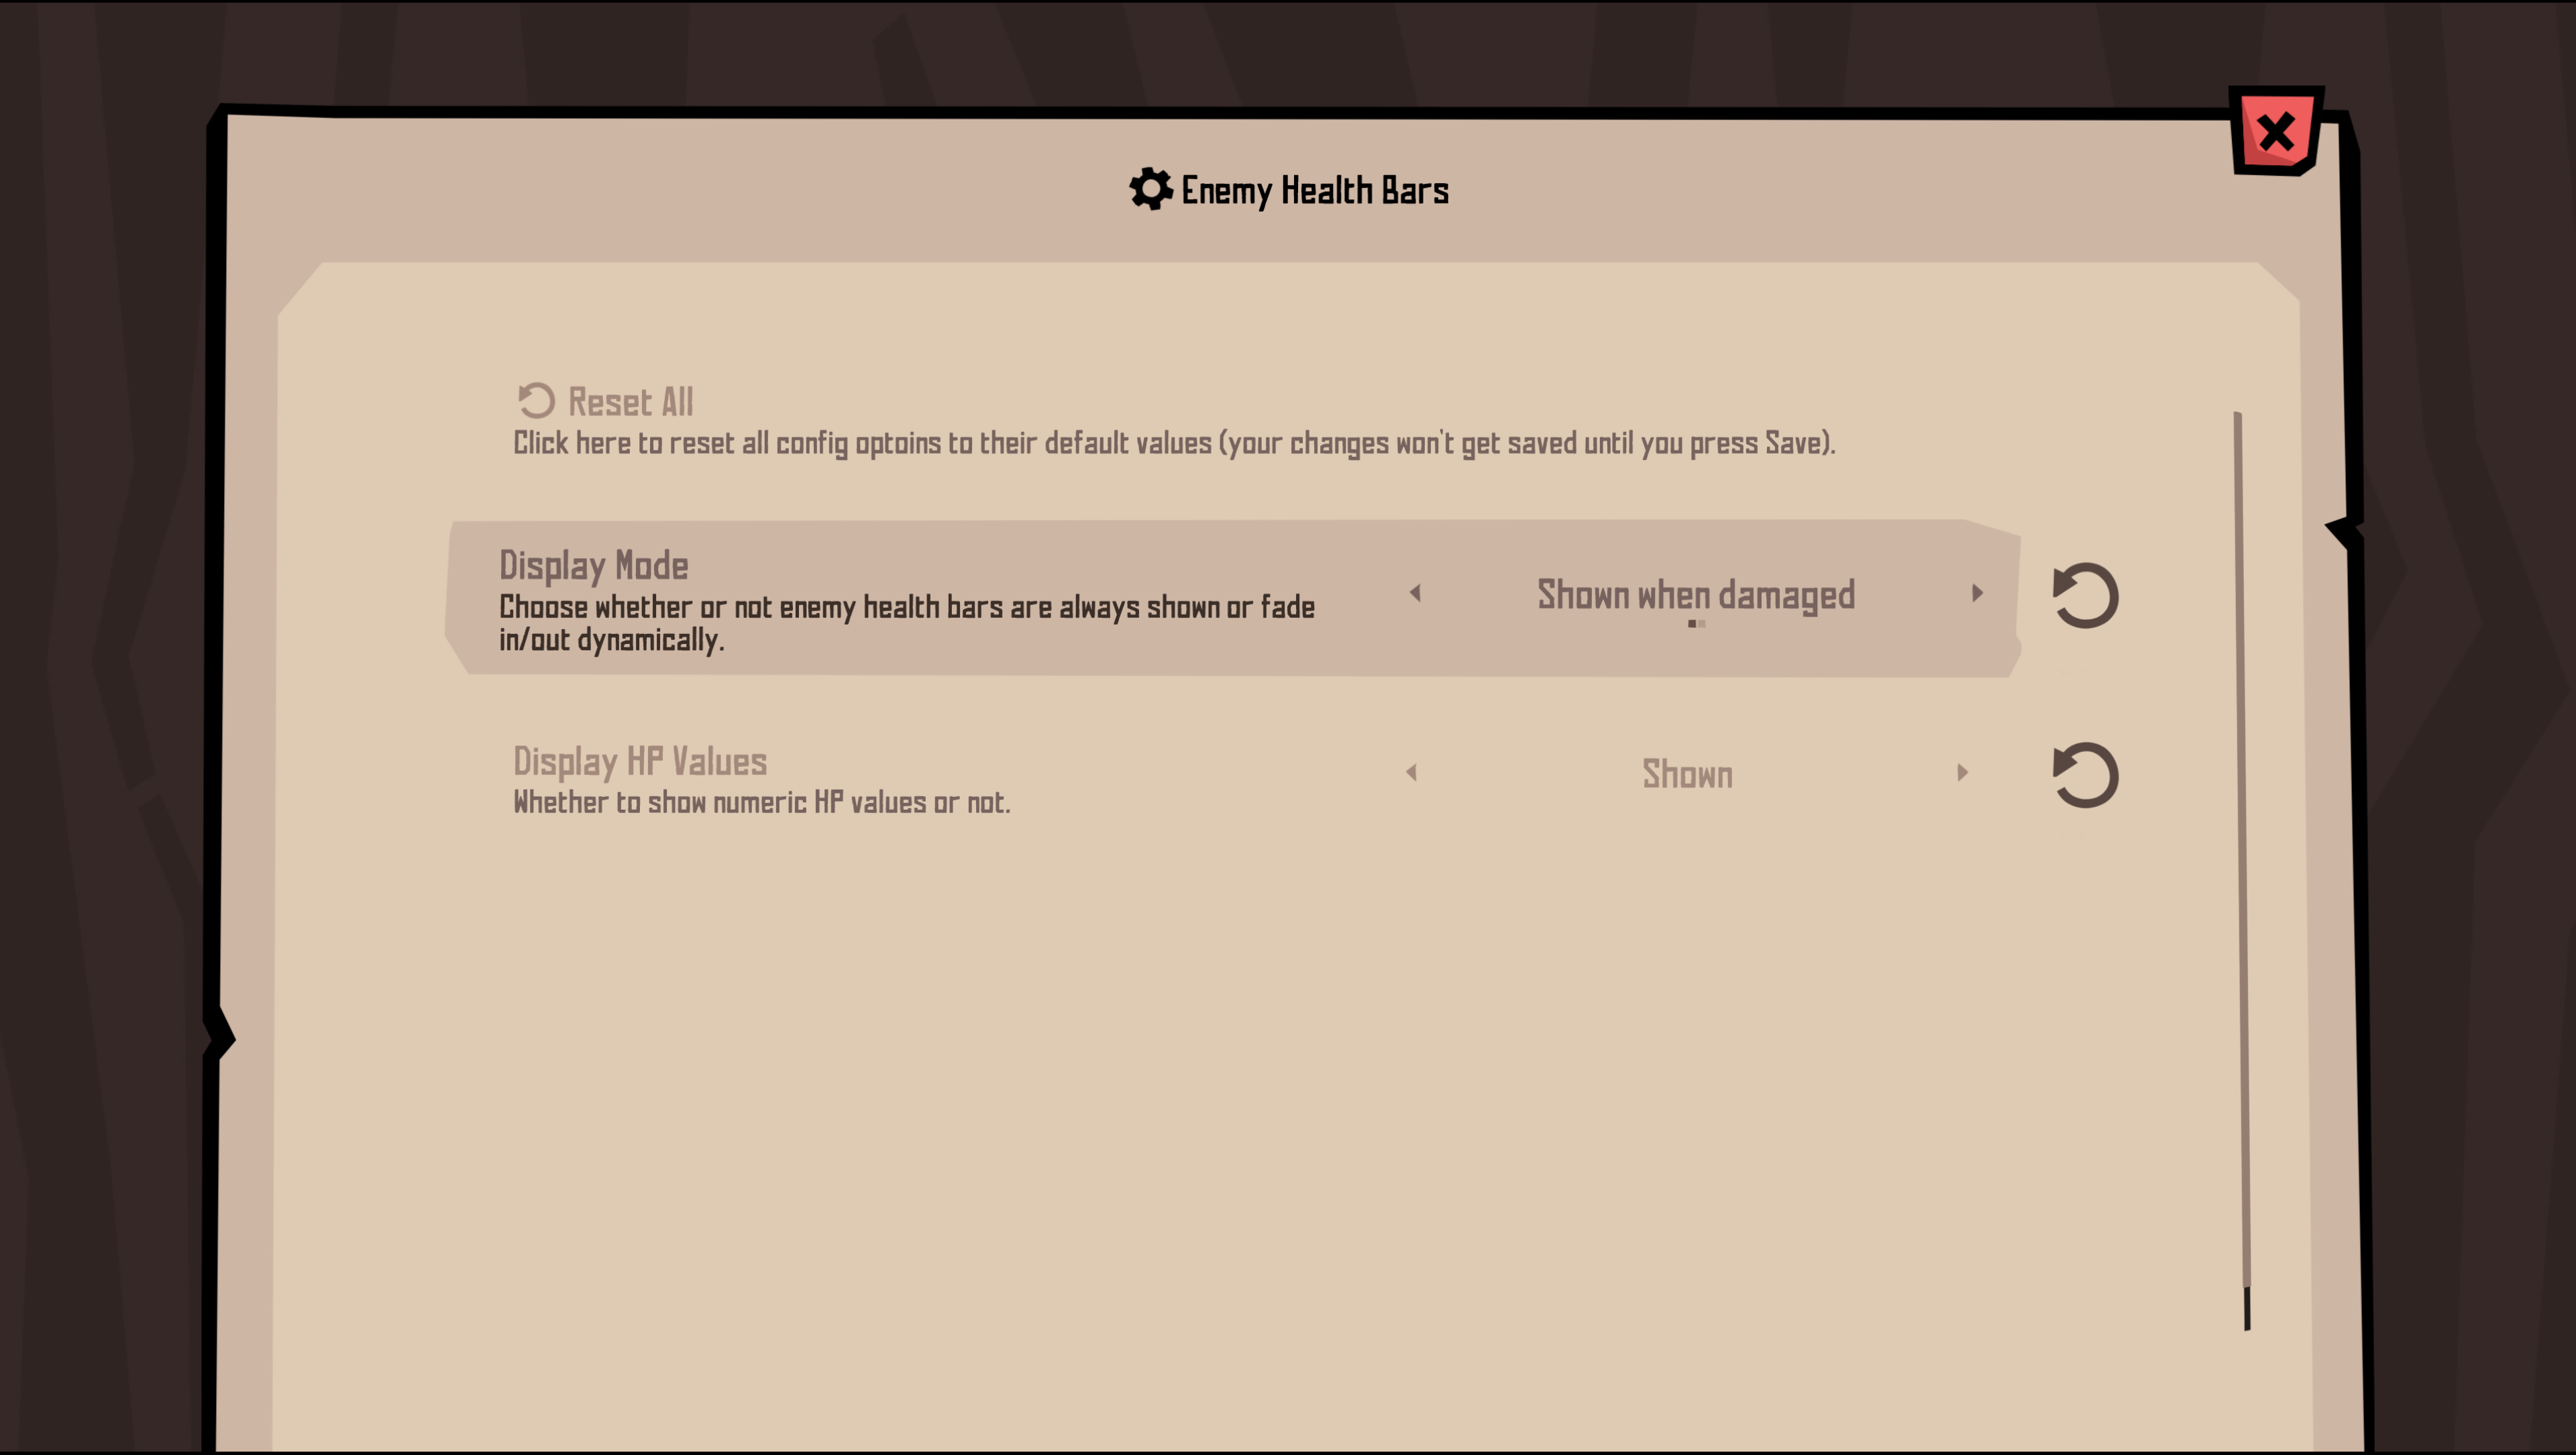 Enemy Health Bars
Reset All
Click here to reset all config optoins to their default values (your changes won't get saved until you press Save).
Display Mode
Choose whether or not enemy health bars are always shown or fade
in/out dynamically.
Shown when damaged
Display HP Values
Whether to show numeric HP values or not.
Shown